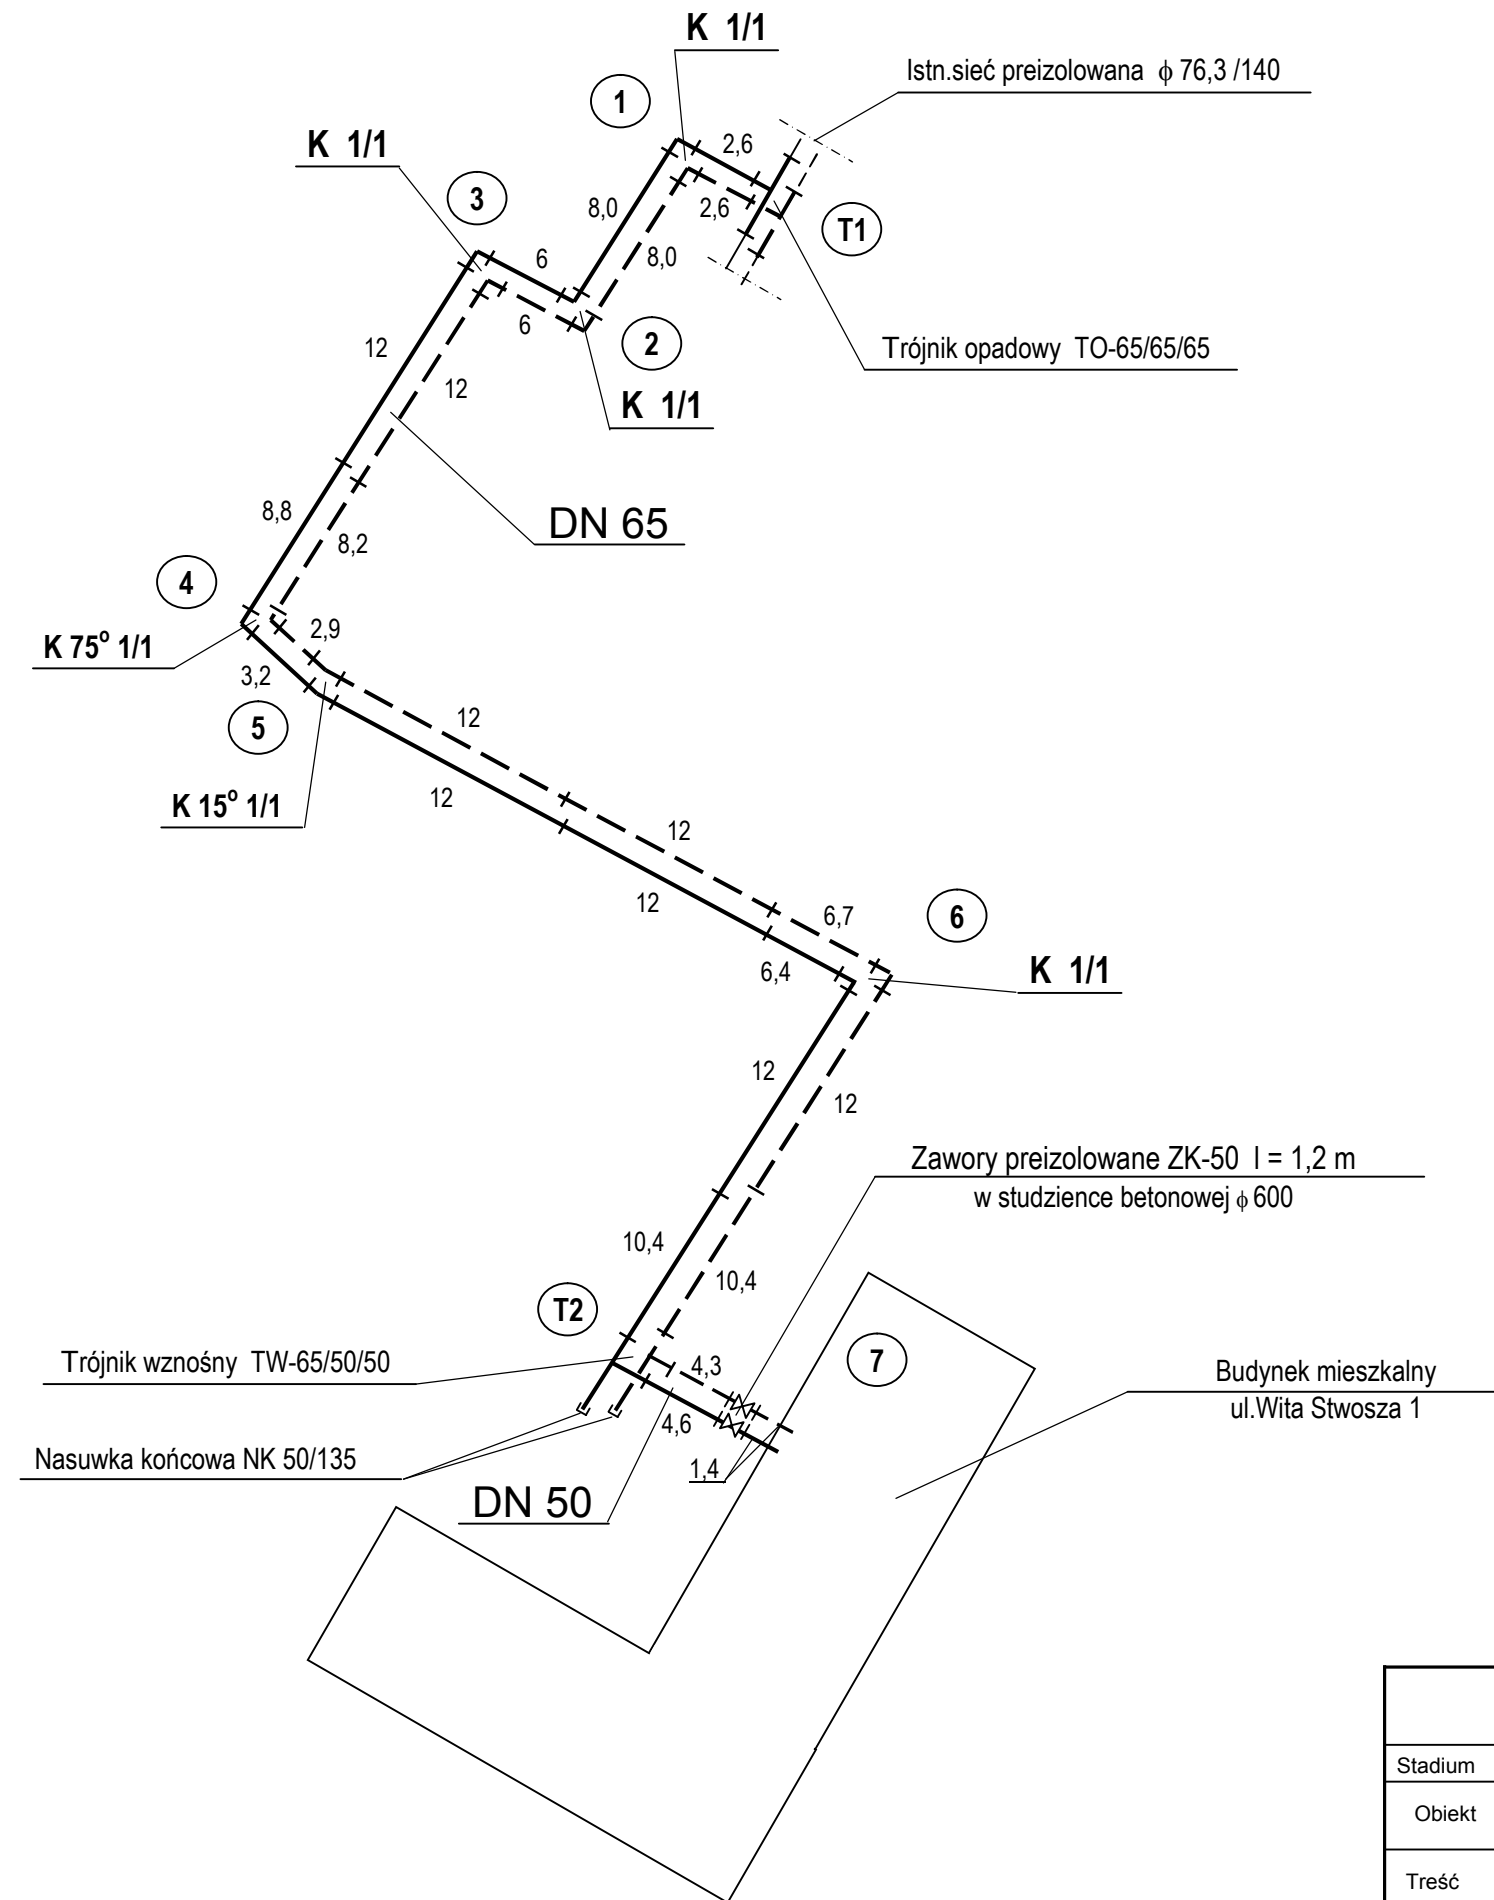 K 1/1
Istn.sieć preizolowana ϕ 76,3 /140
1
2,6
K 1/1
3
8,0
2,6
T1
6
8,0
6
2
12
Trójnik opadowy TO-65/65/65
12
K 1/1
8,8
DN 65
8,2
4
K 75° 1/1
2,9
3,2
5
12
12
K 15° 1/1
12
12
6,7
6
6,4
K 1/1
12
12
Zawory preizolowane ZK-50 l = 1,2 m
w studzience betonowej ϕ 600
10,4
10,4
T2
7
Trójnik wznośny TW-65/50/50
4,3
Budynek mieszkalny
ul.Wita Stwosza 1
4,6
Nasuwka końcowa NK 50/135
1,4
DN 50
Stadium
Obiekt
Treść